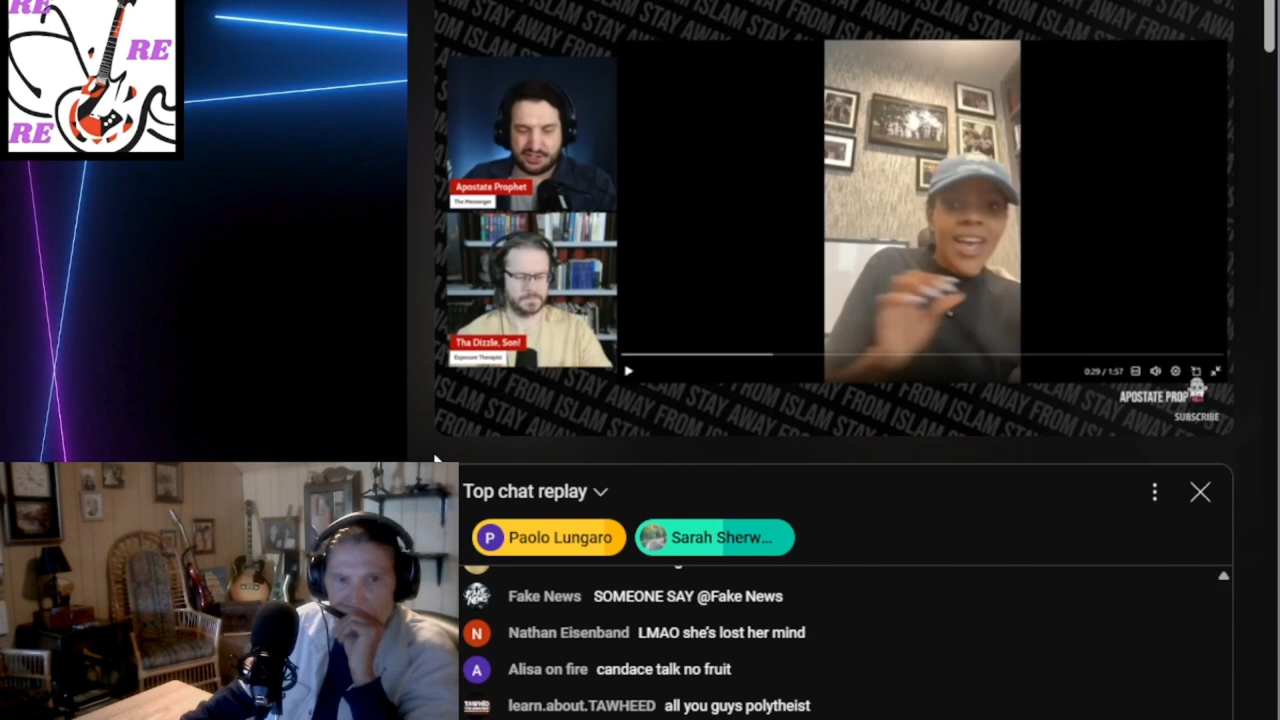 RE
RE
RE
Apostate Prophet
The Messenger
Tha Dizzle, Son!
Exposure Therapist
0:29 / 1:57
APOSTATE PROP
SUBSCRIBE
STAY AWAY FROM ISLAM
Top chat replay
P Paolo Lungaro
Sarah Sherw...
Fake News SOMEONE SAY @Fake News
N Nathan Eisenband LMAO she's lost her mind
A Alisa on fire candace talk no fruit
learn.about.TAWHEED all you guys polytheist